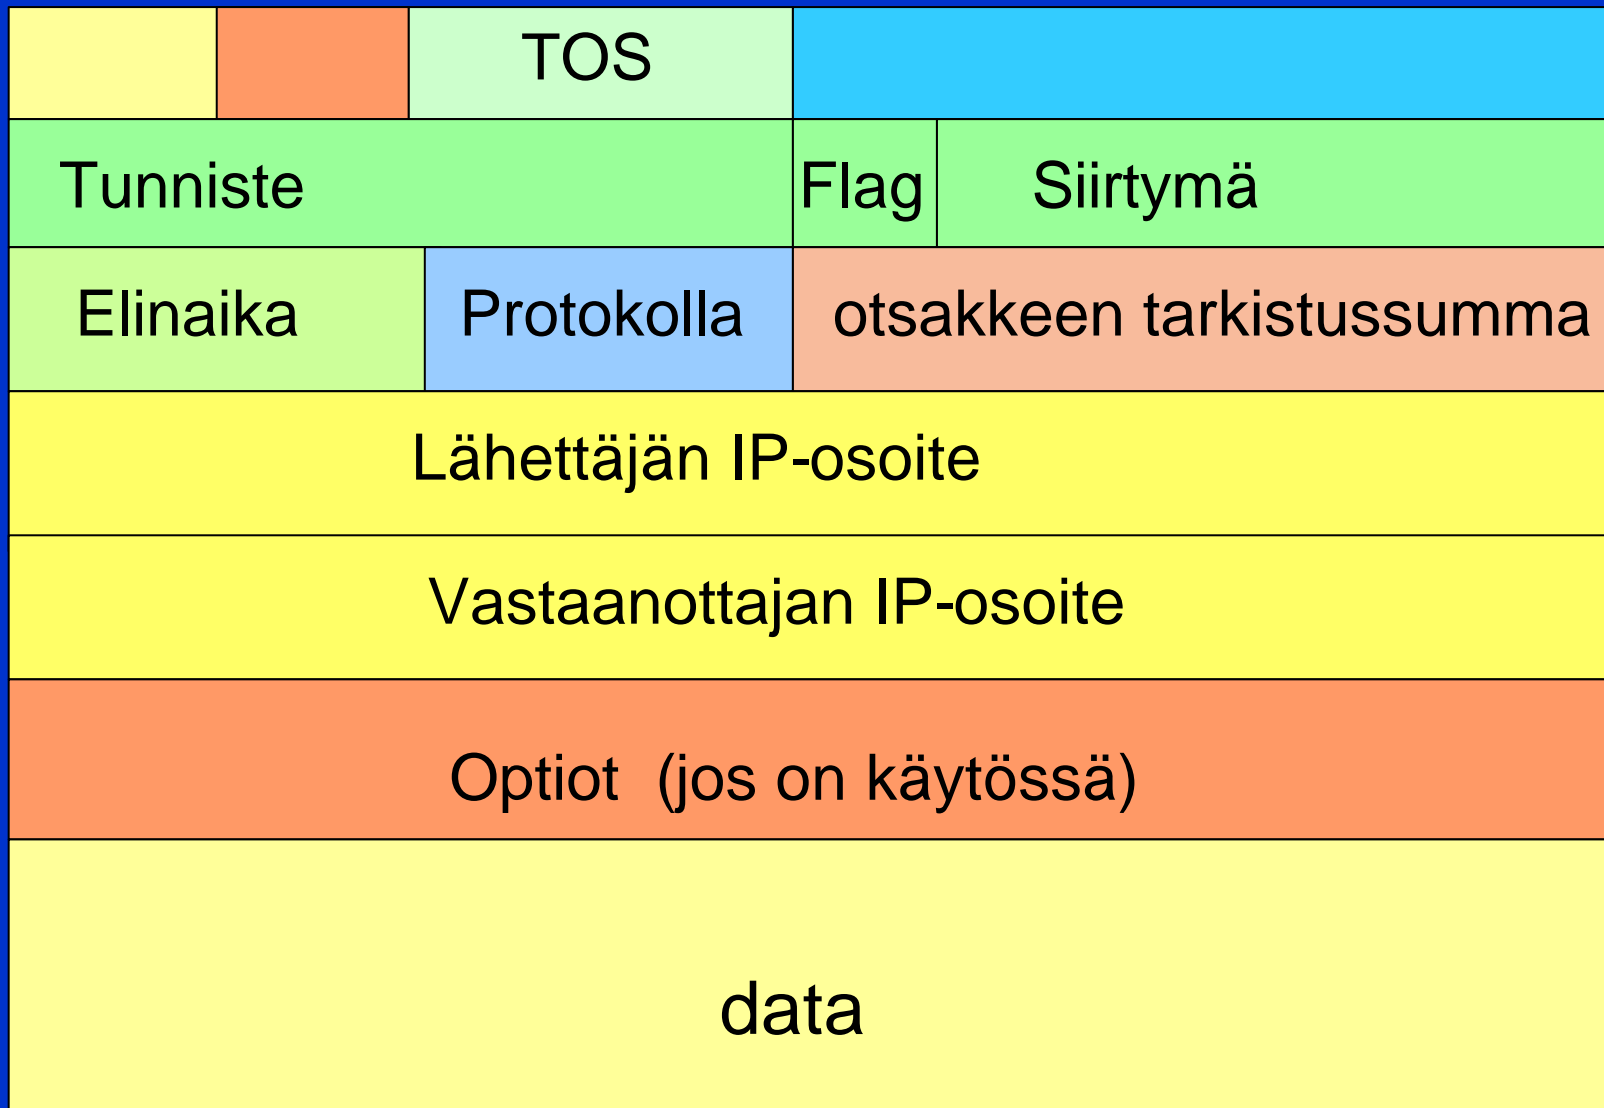 TOS
Tunniste Flag Siirtymä
Elinaika Protokolla otsakkeen tarkistussumma
Lähettäjän IP-osoite
Vastaanottajan IP-osoite
Optiot (jos on käytössä)
data